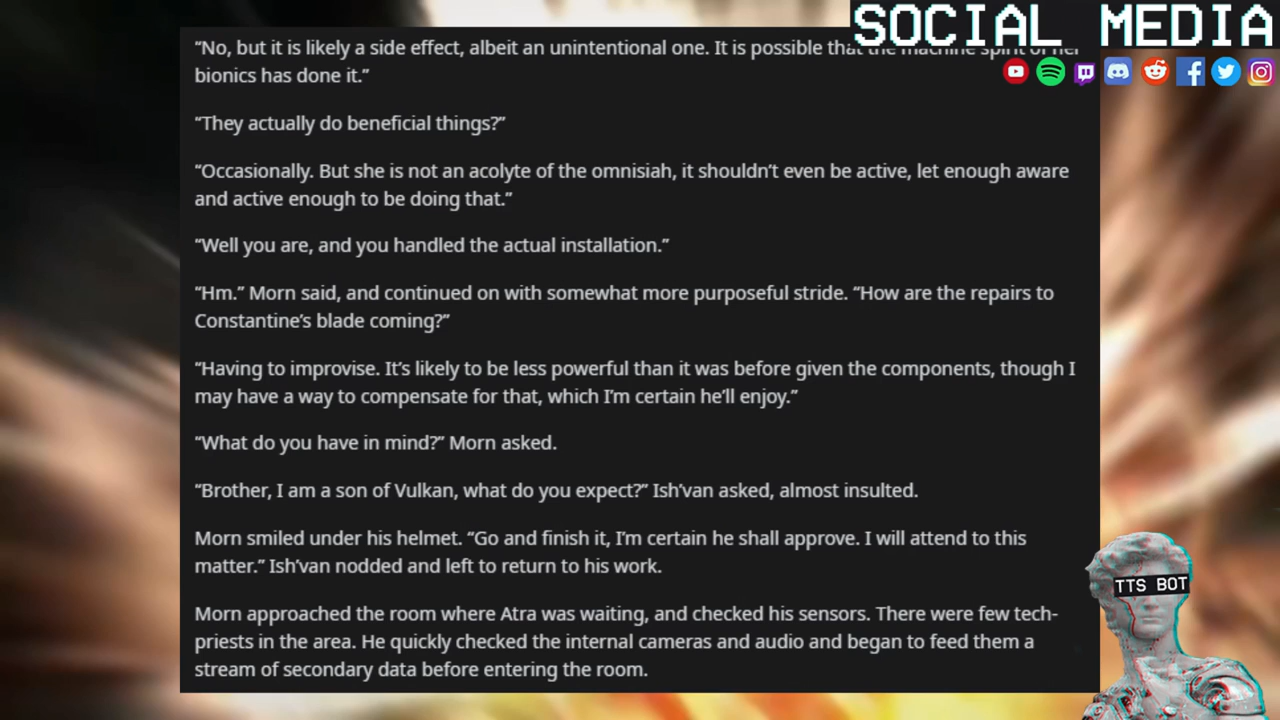 SOCIAL MEDIA
“No, but it is likely a side effect, albeit an unintentional one. It is possible that the machine spirit of her
bionics has done it.”
“They actually do beneficial things?”
“Occasionally. But she is not an acolyte of the omnisiah, it shouldn’t even be active, let enough aware
and active enough to be doing that.”
“Well you are, and you handled the actual installation.”
“Hm.” Morn said, and continued on with somewhat more purposeful stride. “How are the repairs to
Constantine’s blade coming?”
“Having to improvise. It’s likely to be less powerful than it was before given the components, though I
may have a way to compensate for that, which I’m certain he’ll enjoy.”
“What do you have in mind?” Morn asked.
“Brother, I am a son of Vulkan, what do you expect?” Ish’van asked, almost insulted.
Morn smiled under his helmet. “Go and finish it, I’m certain he shall approve. I will attend to this
matter.” Ish’van nodded and left to return to his work.
Morn approached the room where Atra was waiting, and checked his sensors. There were few tech-
priests in the area. He quickly checked the internal cameras and audio and began to feed them a
stream of secondary data before entering the room.
TTS BOT